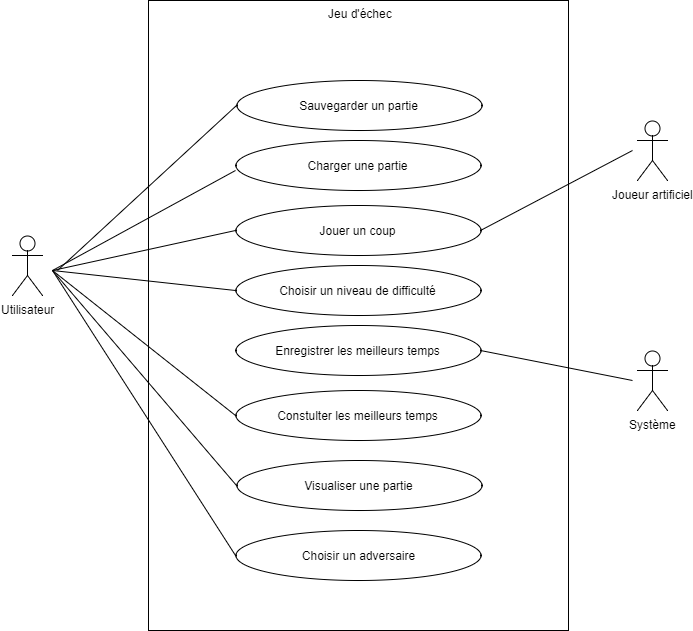 Jeu d'échec
Sauvegarder un partie
Charger une partie
Jouer un coup
Choisir un niveau de difficulté
Enregistrer les meilleurs temps
Constulter les meilleurs temps
Visualiser une partie
Choisir un adversaire
Utilisateur
Joueur artificiel
Système